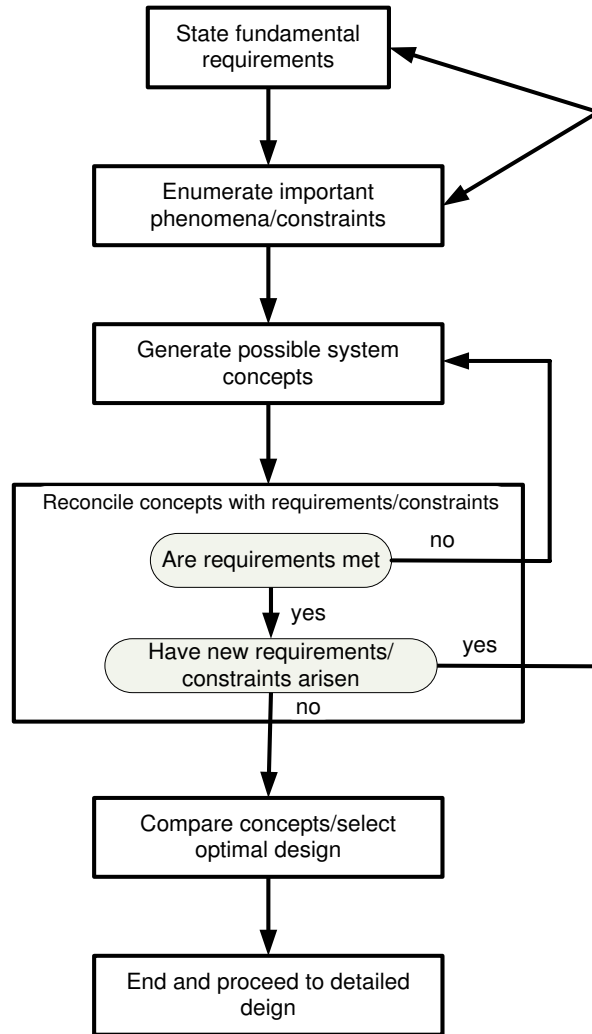 State fundamental
requirements
Enumerate important
phenomena/constraints
Generate possible system
concepts
Reconcile concepts with requirements/constraints
no
Are requirements met
yes
Have new requirements/
constraints arisen
yes
no
Compare concepts/select
optimal design
End and proceed to detailed
deign